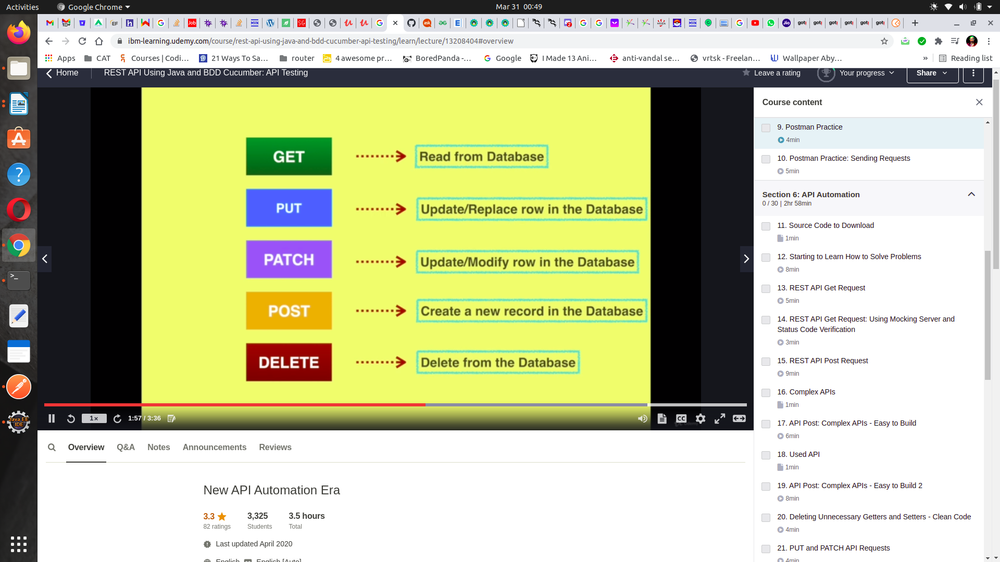 Activities
Google Chrome
Mar 31 00:49
ibm-learning.udemy.com/course/rest-api-using-java-and-bdd-cucumber-api-testing/learn/lecture/13208404#overview
Apps
CAT
Courses | Codi...
21 Ways To Sa...
router
4 awesome pr...
BoredPanda -...
Google
I Made 13 Ani...
anti-vandal se...
vrtsk - Freelan...
Wallpaper Aby...
»
Reading list
Home
REST API Using Java and BDD Cucumber: API Testing
Leave a rating
Your progress
Share
GET
Read from Database
PUT
Update/Replace row in the Database
PATCH
Update/Modify row in the Database
POST
Create a new record in the Database
DELETE
Delete from the Database
1×
1:57 / 3:36
CC
Course content
9. Postman Practice
4min
10. Postman Practice: Sending Requests
5min
Section 6: API Automation
0 / 30 | 2hr 58min
11. Source Code to Download
1min
12. Starting to Learn How to Solve Problems
8min
13. REST API Get Request
5min
14. REST API Get Request: Using Mocking Server and
Status Code Verification
3min
15. REST API Post Request
9min
16. Complex APIs
1min
17. API Post: Complex APIs - Easy to Build
6min
18. Used API
1min
19. API Post: Complex APIs - Easy to Build 2
8min
20. Deleting Unnecessary Getters and Setters - Clean Code
4min
21. PUT and PATCH API Requests
4min
Overview
Q&A
Notes
Announcements
Reviews
New API Automation Era
3.3
82 ratings
3,325
Students
3.5 hours
Total
Last updated April 2020
English
English [Auto]
Java EE
IDE